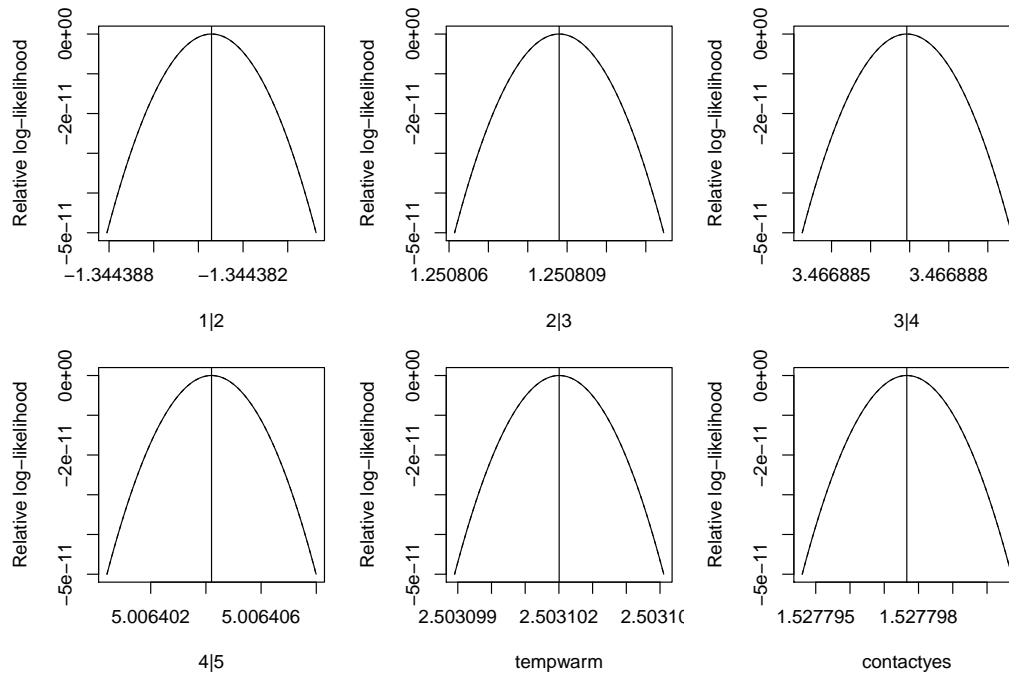 Relative log−likelihood
0e+00
−2e−11
−5e−11
−1.344388
−1.344382
1|2
Relative log−likelihood
0e+00
−2e−11
−5e−11
1.250806
1.250809
2|3
Relative log−likelihood
0e+00
−2e−11
−5e−11
3.466885
3.466888
3|4
Relative log−likelihood
0e+00
−2e−11
−5e−11
5.006402
5.006406
4|5
Relative log−likelihood
0e+00
−2e−11
−5e−11
2.503099
2.503102
tempwarm
Relative log−likelihood
0e+00
−2e−11
−5e−11
1.527795
1.527798
contactyes